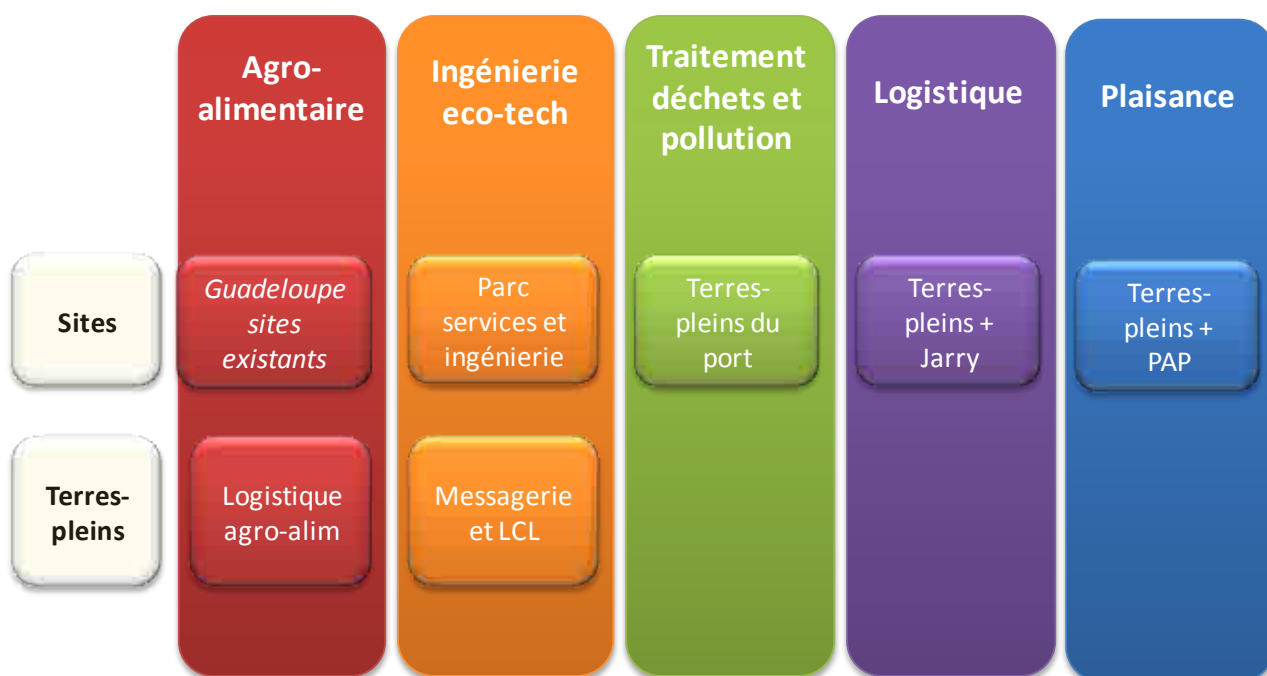 Agro-
alimentaire
Ingénierie
eco-tech
Traitement
déchets et
pollution
Logistique
Plaisance
Sites
Guadeloupe
sites
existants
Parc
services et
ingénierie
Terres-
pleins du
port
Terres-
pleins + 
Jarry
Terres-
pleins +
PAP
Terres-
pleins
Logistique
agro-alim
Messagerie
et LCL